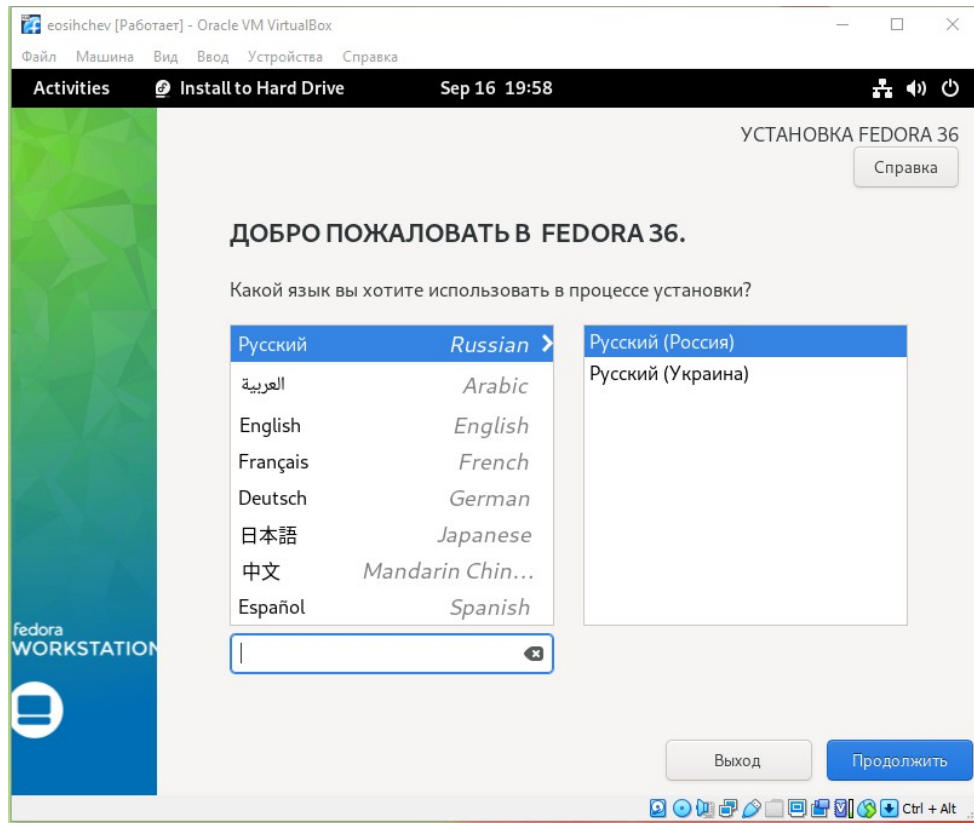 eosihchev [Работает] - Oracle VM VirtualBox
Файл Машина Вид Ввод Устройства Справка
Activities Install to Hard Drive Sep 16 19:58
УСТАНОВКА FEDORA 36
Справка
ДОБРО ПОЖАЛОВАТЬ В FEDORA 36.
Какой язык вы хотите использовать в процессе установки?
Русский Russian Русский (Россия)
العربية Arabic Русский (Украина)
English English
Français French
Deutsch German
日本語 Japanese
中文 Mandarin Chin...
Español Spanish
fedora
WORKSTATION
Выход Продолжить
Ctrl + Alt